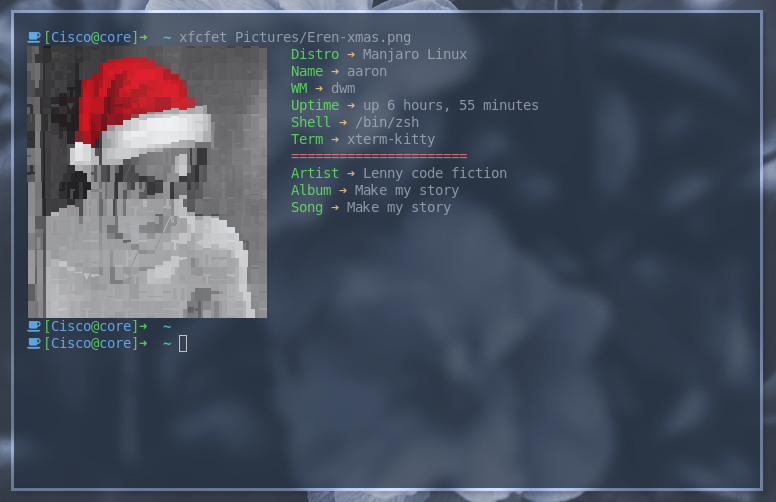 [Cisco@core]➜ ~ xfcfet Pictures/Eren-xmas.png
Distro ➜ Manjaro Linux
Name ➜ aaron
WM ➜ dwm
Uptime ➜ up 6 hours, 55 minutes
Shell ➜ /bin/zsh
Term ➜ xterm-kitty
======================
Artist ➜ Lenny code fiction
Album ➜ Make my story
Song ➜ Make my story
[Cisco@core]➜ ~
[Cisco@core]➜ ~